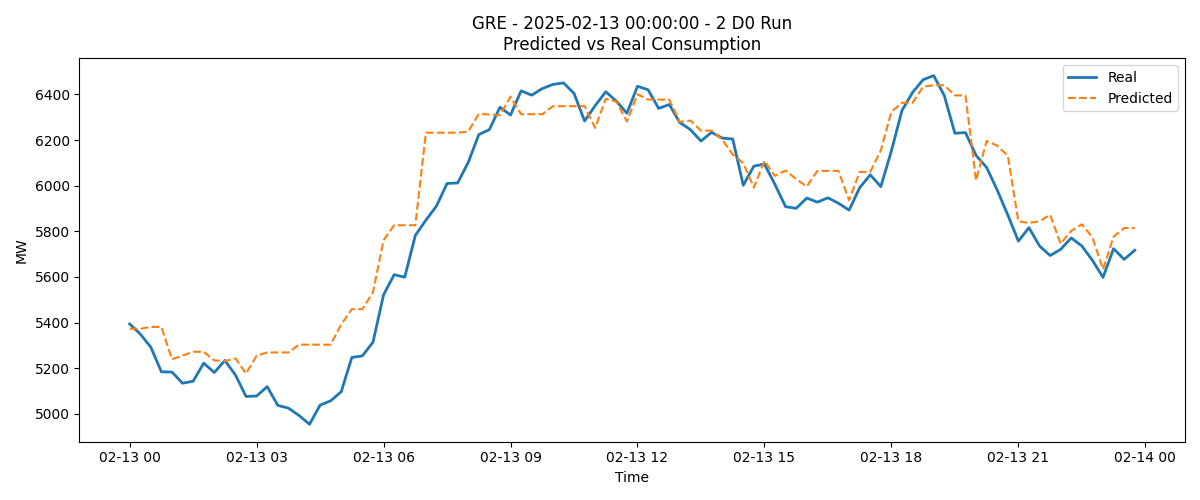 GRE - 2025-02-13 00:00:00 - 2 D0 Run
Predicted vs Real Consumption
Real
Predicted
MW
6400
6200
6000
5800
5600
5400
5200
5000
02-13 00
02-13 03
02-13 06
02-13 09
02-13 12
02-13 15
02-13 18
02-13 21
02-14 00
Time